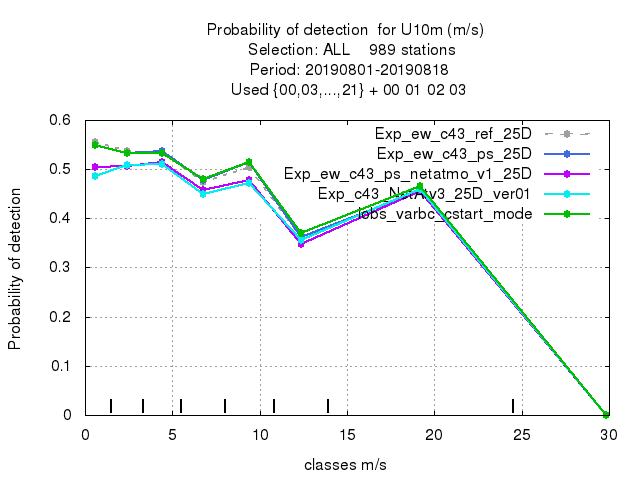 Probability of detection for U10m (m/s)
Selection: ALL 989 stations
Period: 20190801-20190818
Used {00,03,...,21} + 00 01 02 03
0.6
0.5
0.4
0.3
0.2
0.1
0
Probability of detection
Exp_ew_c43_ref_25D
Exp_ew_c43_ps_25D
Exp_ew_c43_ps_netatmo_v1_25D
Exp_c43_NetA_v3_25D_ver01
0 5 10 15 20 25 30
classes m/s